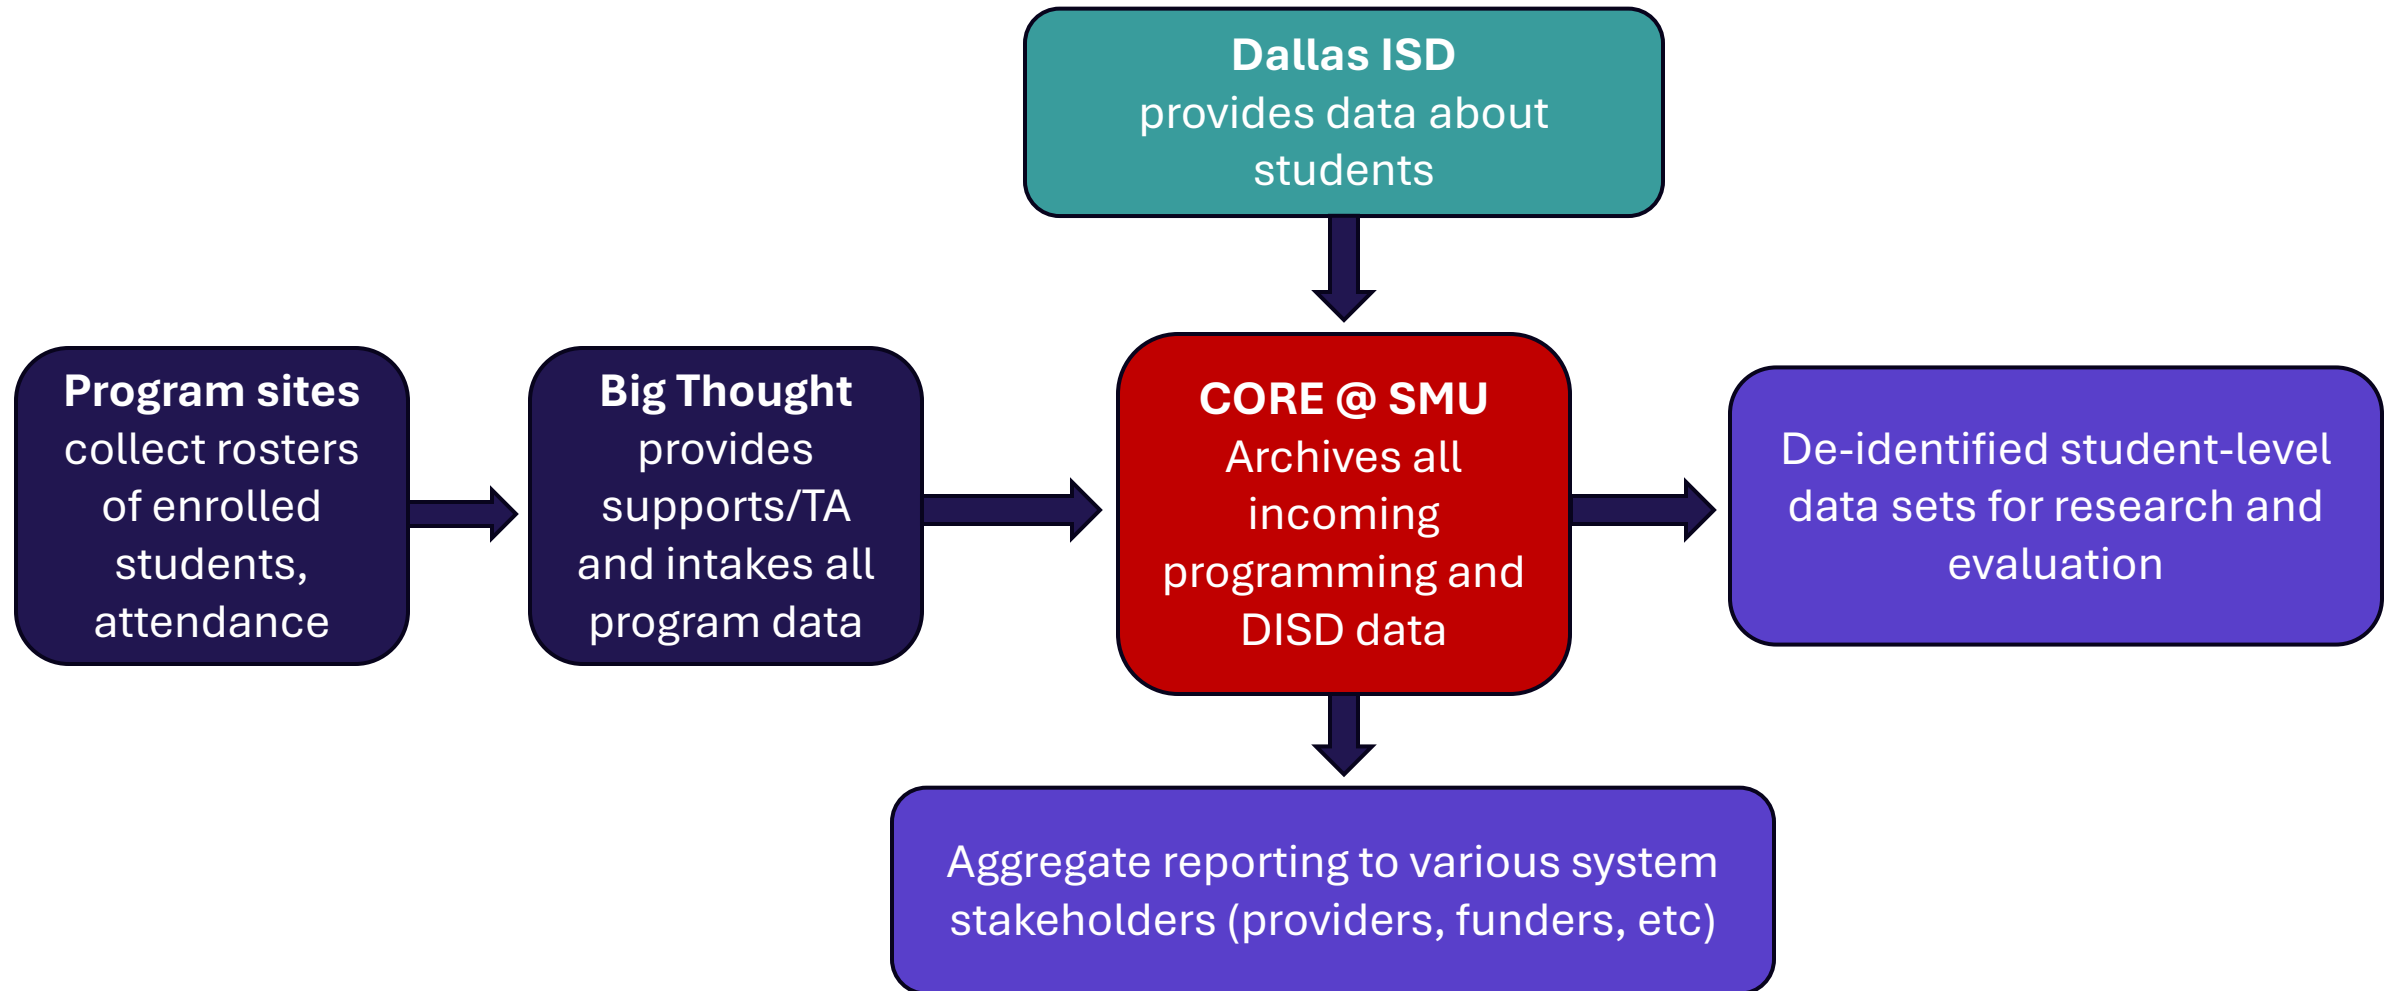 Dallas ISD
provides data about
students
Program sites
collect rosters
of enrolled
students,
attendance
Big Thought
provides
supports/TA
and intakes all
program data
CORE @ SMU
Archives all
incoming
programming and
DISD data
De-identified student-level
data sets for research and
evaluation
Aggregate reporting to various system
stakeholders (providers, funders, etc)